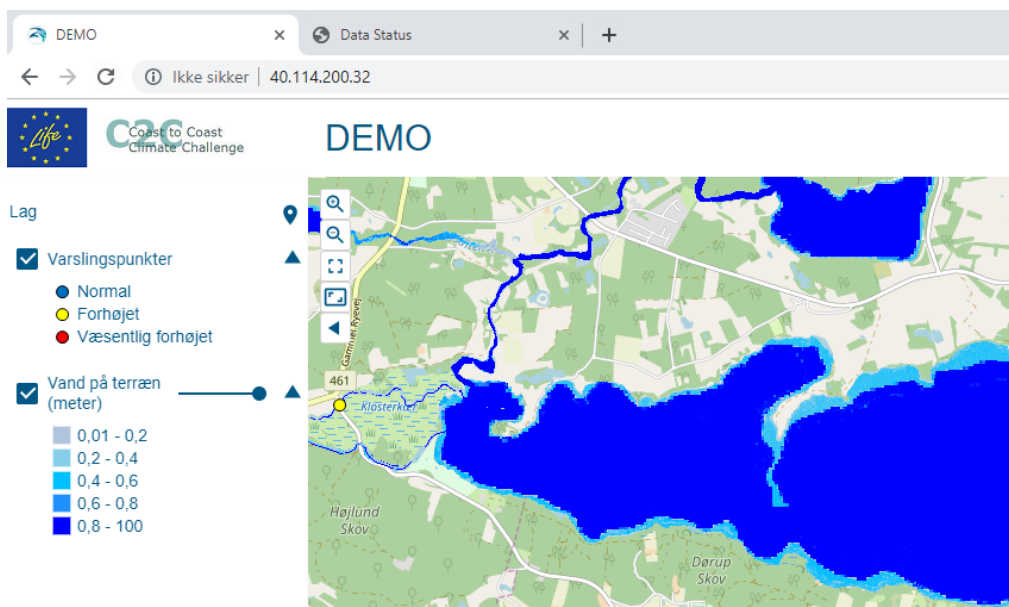 DEMO
Data Status
Ikke sikker
40.114.200.32
Life
C2C
Coast to Coast
Climate Challenge
DEMO
Lag
Varslingspunkter
Normal
Forhøjet
Væsentlig forhøjet
Vand på terræn
(meter)
0,01 - 0,2
0,2 - 0,4
0,4 - 0,6
0,6 - 0,8
0,8 - 100
Gammel Ryevej
461
Klosterkær
Højlund
Skov
Dørup
Skov